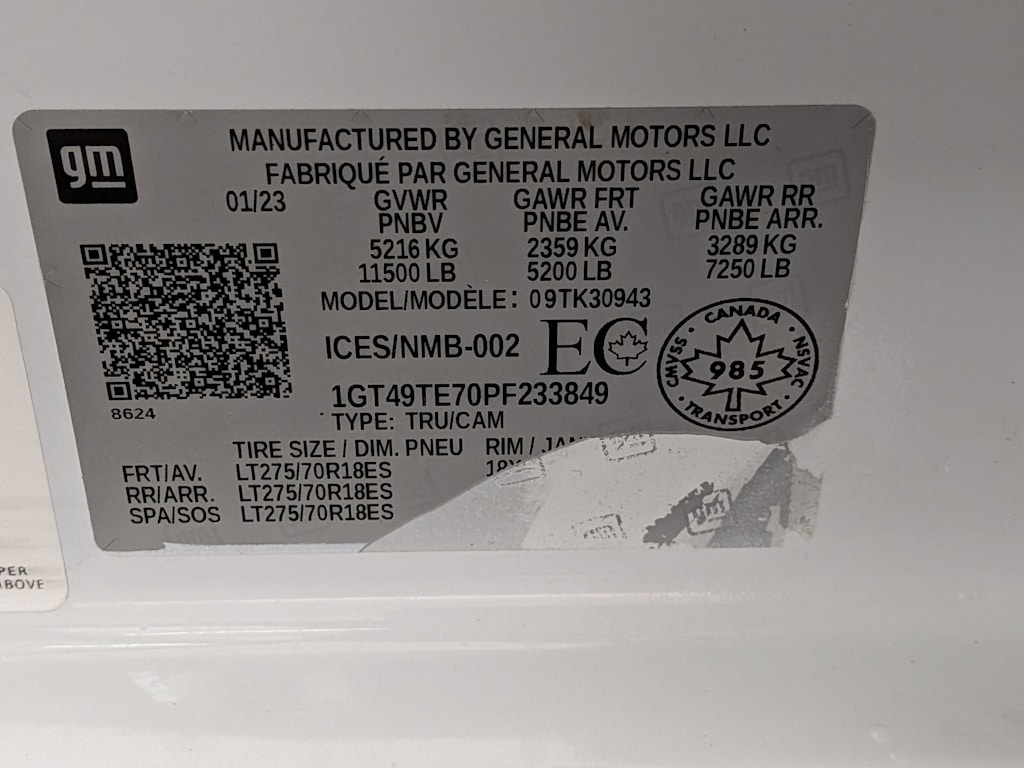 gm
MANUFACTURED BY GENERAL MOTORS LLC
FABRIQUÉ PAR GENERAL MOTORS LLC
01/23 GVWR GAWR FRT GAWR RR
PNBV PNBE AV. PNBE ARR.
5216 KG 2359 KG 3289 KG
11500 LB 5200 LB 7250 LB
MODEL/MODÈLE: 09TK30943
ICES/NMB-002 EC
CANADA
CMVSS 985 NSVAC
TRANSPORT
8624
1GT49TE70PF233849
TYPE: TRU/CAM
TIRE SIZE / DIM. PNEU RIM /
FRT/AV. LT275/70R18ES
RR/ARR. LT275/70R18ES
SPA/SOS LT275/70R18ES
gm